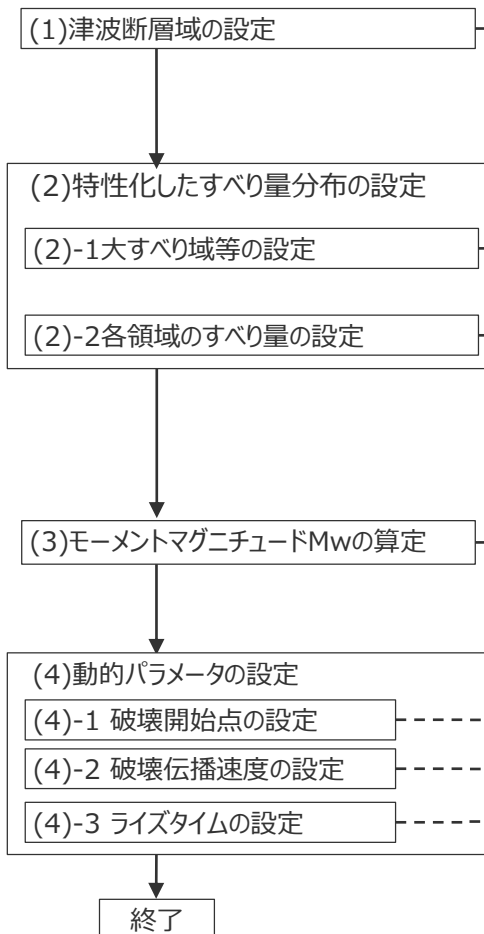 (1)津波断層域の設定
(2)特性化したすべり量分布の設定
(2)-1大すべり域等の設定
(2)-2各領域のすべり量の設定
(3)モーメントマグニチュードMwの算定
(4)動的パラメータの設定
(4)-1 破壊開始点の設定
(4)-2 破壊伝播速度の設定
(4)-3 ライズタイムの設定
終了